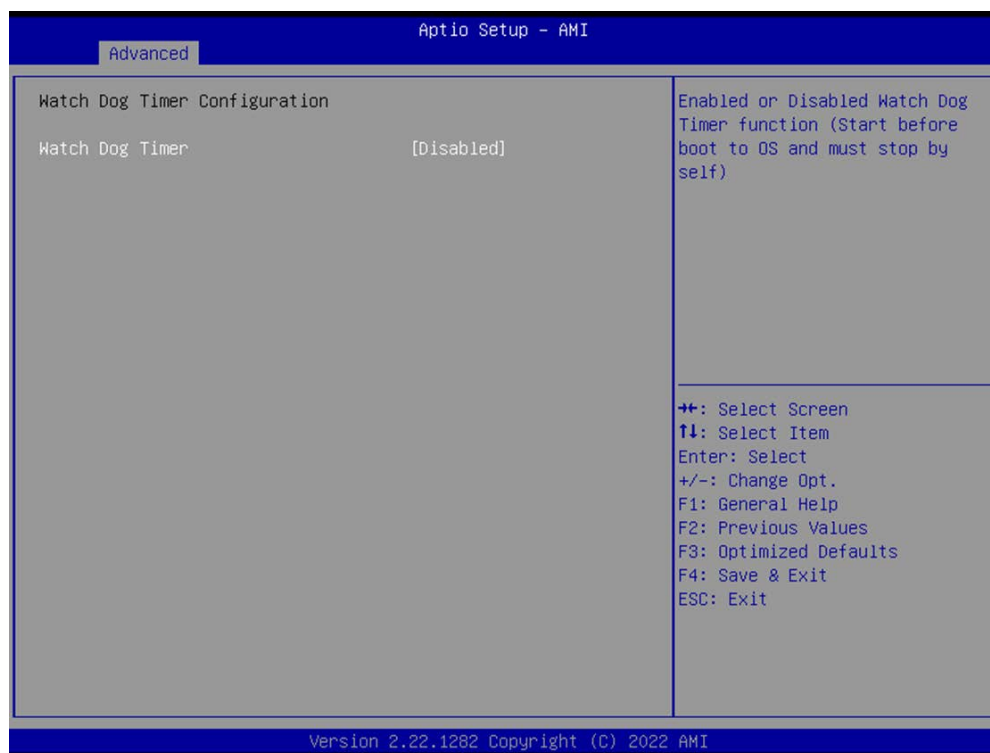 Aptio Setup – AMI
Advanced
Watch Dog Timer Configuration
Watch Dog Timer [Disabled]
Enabled or Disabled Watch Dog
Timer function (Start before
boot to OS and must stop by
self)
→←: Select Screen
↑↓: Select Item
Enter: Select
+/-: Change Opt.
F1: General Help
F2: Previous Values
F3: Optimized Defaults
F4: Save & Exit
ESC: Exit
Version 2.22.1282 Copyright (C) 2022 AMI